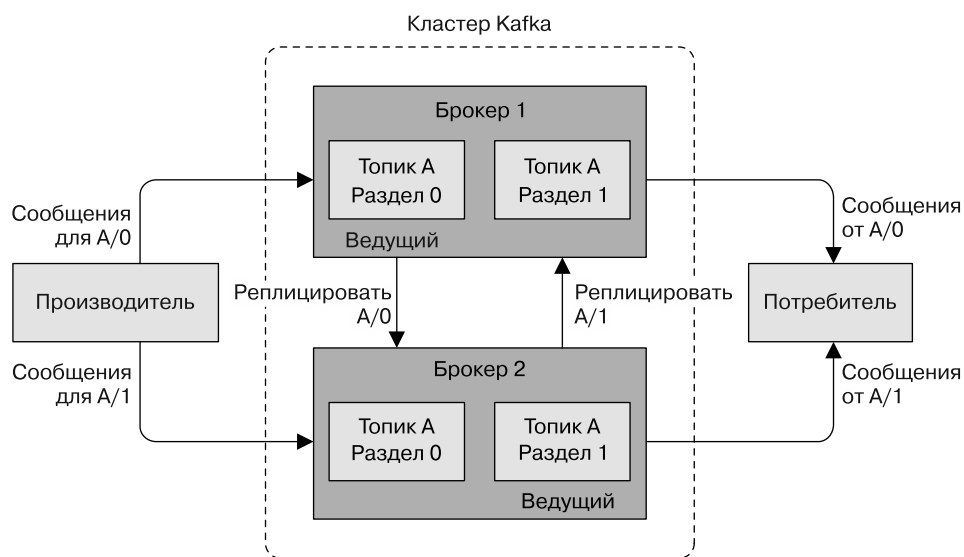 Кластер Kafka
Брокер 1
Топик А
Раздел 0
Топик А
Раздел 1
Ведущий
Сообщения
для А/0
Сообщения
от А/0
Производитель
Реплицировать
А/0
Реплицировать
А/1
Потребитель
Сообщения
для А/1
Сообщения
от А/1
Брокер 2
Топик А
Раздел 0
Топик А
Раздел 1
Ведущий